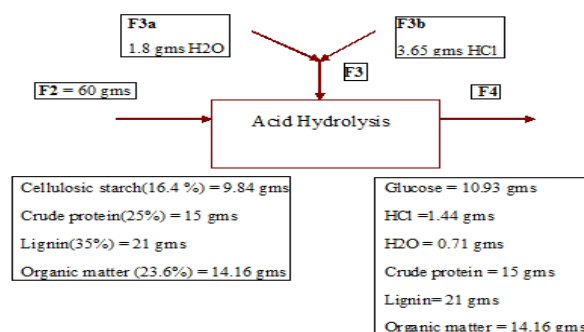 F3a
1.8 gms H2O
F3b
3.65 gms HCl
F3
F2 = 60 gms
F4
Acid Hydrolysis
Cellulosic starch(16.4 %) = 9.84 gms
Crude protein(25%) = 15 gms
Lignin(35%) = 21 gms
Organic matter (23.6%) = 14.16 gms
Glucose = 10.93 gms
HCl =1.44 gms
H2O = 0.71 gms
Crude protein = 15 gms
Lignin= 21 gms
Organic matter = 14.16 gms